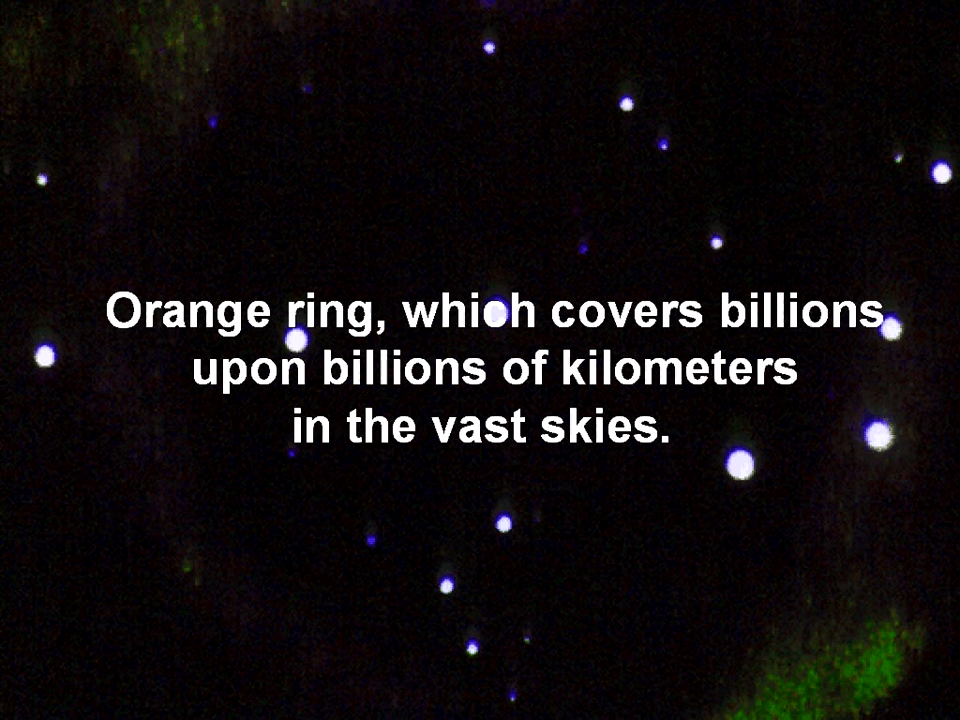 Orange ring, which covers billions
upon billions of kilometers
in the vast skies.